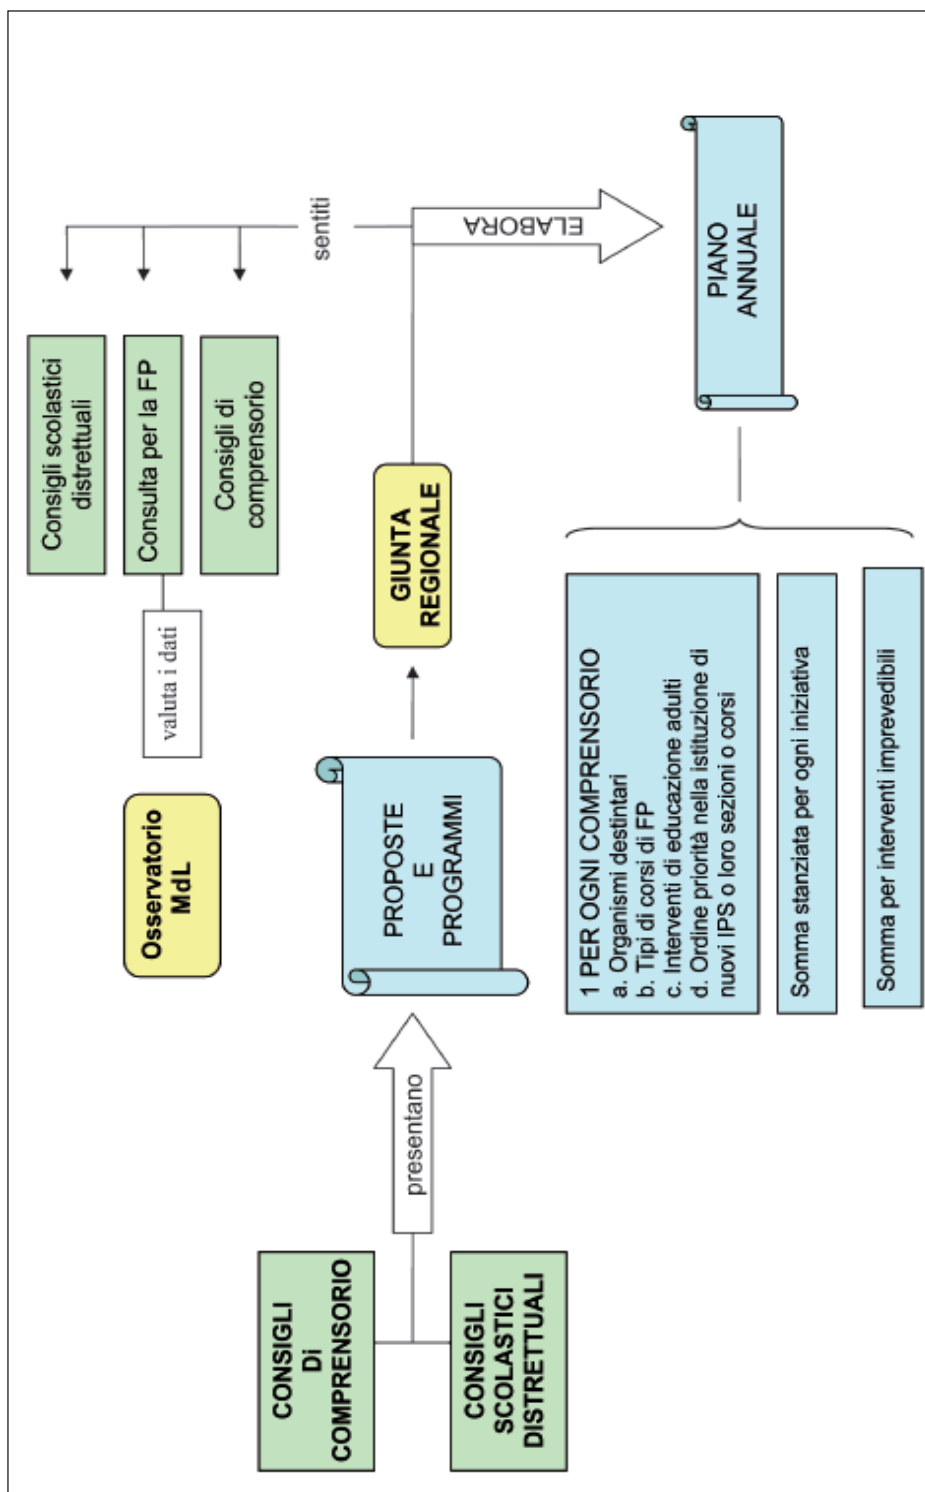 CONSIGLI
Di
COMPRENSORIO
CONSIGLI
SCOLASTICI
DISTRETTUALI
presentano
PROPOSTE
E
PROGRAMMI
GIUNTA
REGIONALE
Osservatorio
MdL
valuta i dati
Consigli scolastici
distrettuali
Consulta per la FP
Consigli di
comprensorio
sentiti
ELABORA
PIANO
ANNUALE
1 PER OGNI COMPRENSORIO
a. Organismi destintari
b. Tipi di corsi di FP
c. Interventi di educazione adulti
d. Ordine priorità nella istituzione di
nuovi IPS o loro sezioni o corsi
Somma stanziata per ogni iniziativa
Somma per interventi imprevedibili